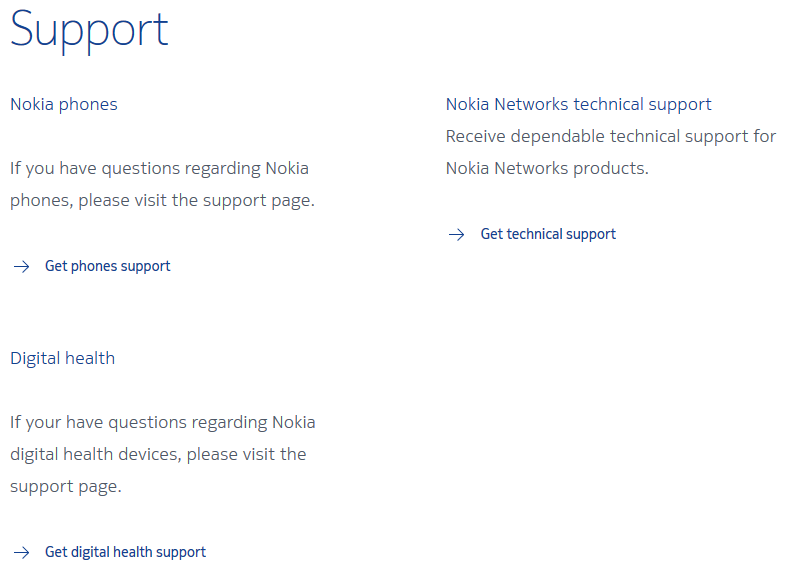 Support
Nokia phones
If you have questions regarding Nokia
phones, please visit the support page.
Get phones support
Nokia Networks technical support
Receive dependable technical support for
Nokia Networks products.
Get technical support
Digital health
If your have questions regarding Nokia
digital health devices, please visit the
support page.
Get digital health support